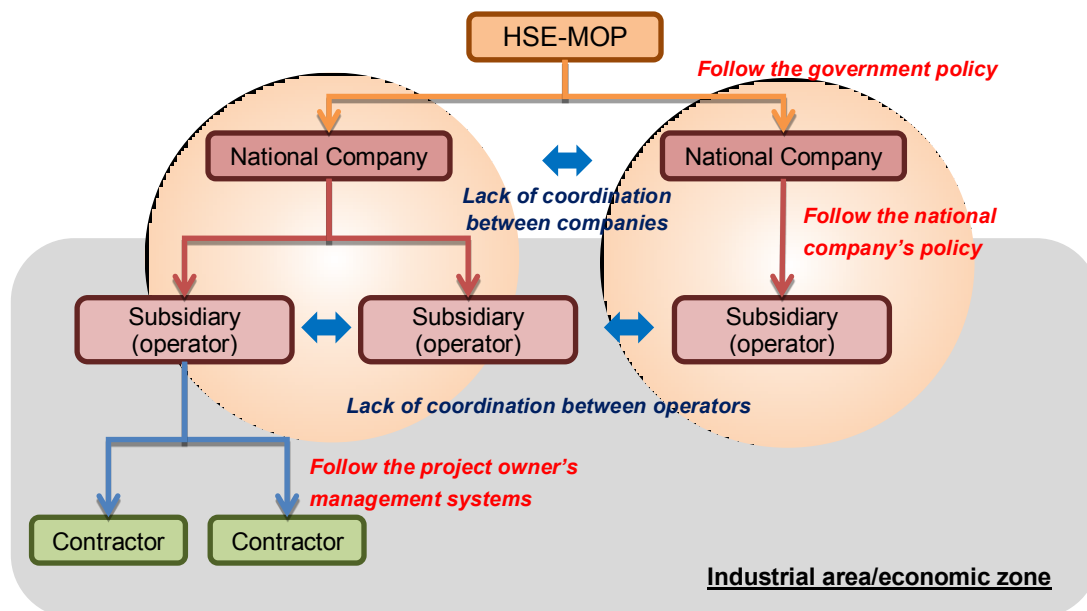 HSE-MOP
Follow the government policy
National Company
National Company
Lack of coordination
between companies
Follow the national
company's policy
Subsidiary
(operator)
Subsidiary
(operator)
Subsidiary
(operator)
Lack of coordination between operators
Follow the project owner's
management systems
Contractor
Contractor
Industrial area/economic zone